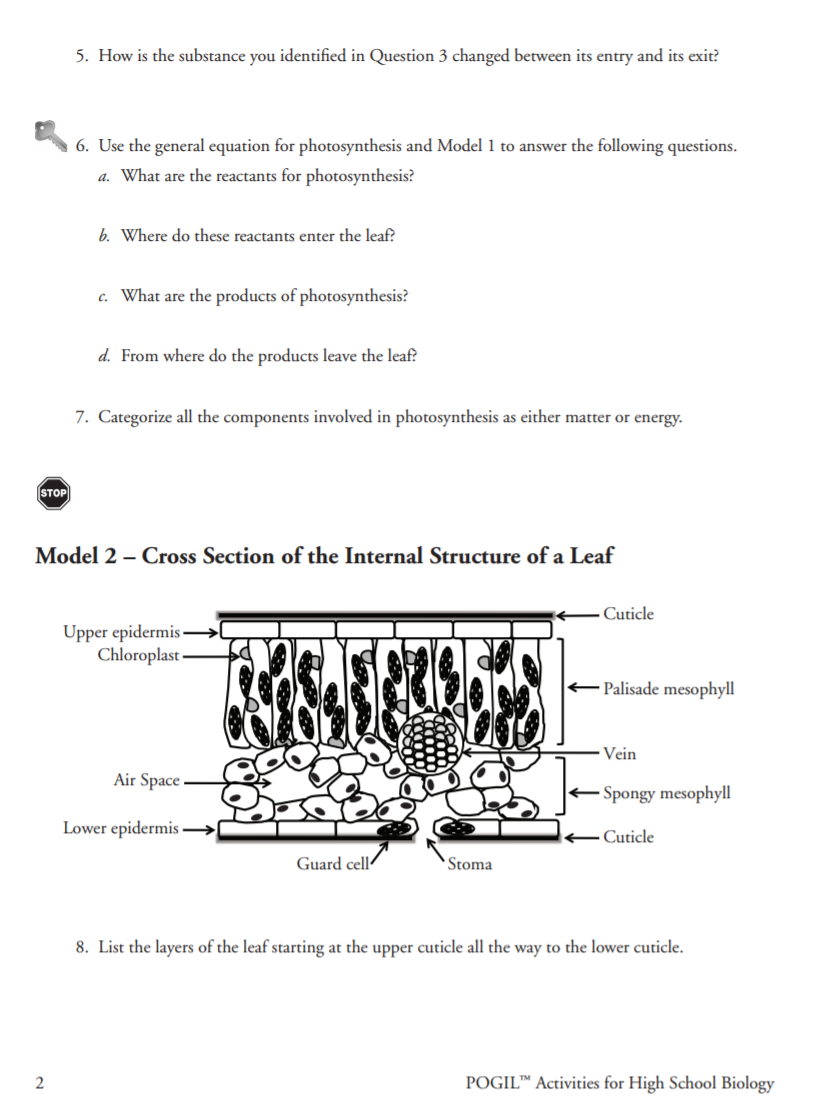 5. How is the substance you identified in Question 3 changed between its entry and its exit?
6. Use the general equation for photosynthesis and Model 1 to answer the following questions.
a. What are the reactants for photosynthesis?
b. Where do these reactants enter the leaf?
c. What are the products of photosynthesis?
d. From where do the products leave the leaf?
7. Categorize all the components involved in photosynthesis as either matter or energy.
STOP
Model 2 – Cross Section of the Internal Structure of a Leaf
Cuticle
Upper epidermis
Chloroplast
Palisade mesophyll
Vein
Air Space
Spongy mesophyll
Lower epidermis
Cuticle
Guard cell
Stoma
8. List the layers of the leaf starting at the upper cuticle all the way to the lower cuticle.
2
POGIL™ Activities for High School Biology